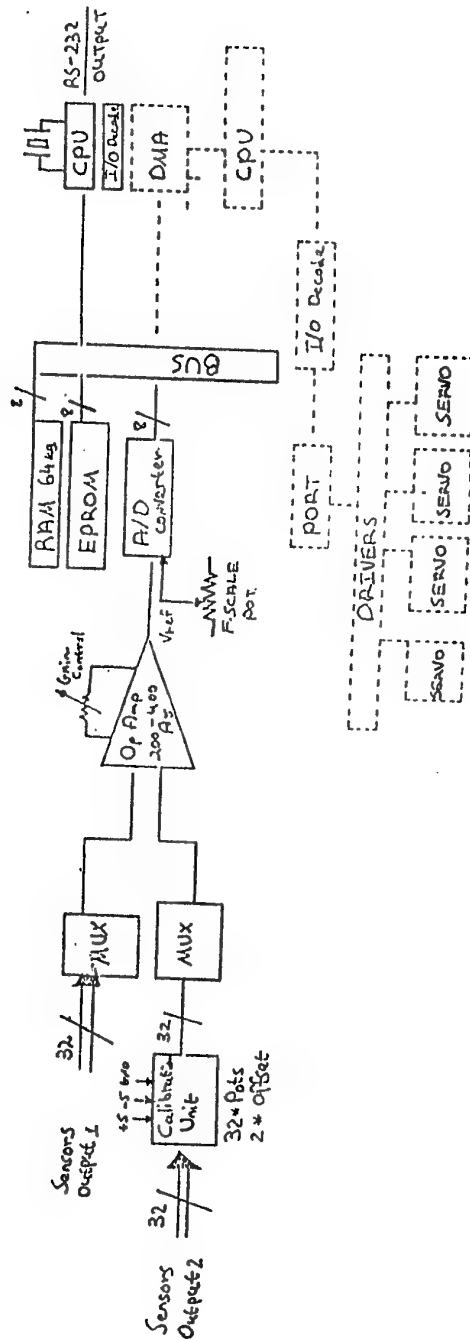 Sensors
Output 1
32
MUX
Sensors
Output 2
32
+5 -5 GND
Calibration
Unit
32* Pots
2* Offset
32
MUX
Gain
Control
Op Amp
200-400
Av
Vref
F.SCALE
POT.
RAM 64k
EPROM
A/D
Converter
8
8
8
BUS
CPU
RS-232
OUTPUT
I/O Decode
DMA
CPU
I/O Decode
PORT
DRIVERS
SERVO
SERVO
SERVO
SERVO